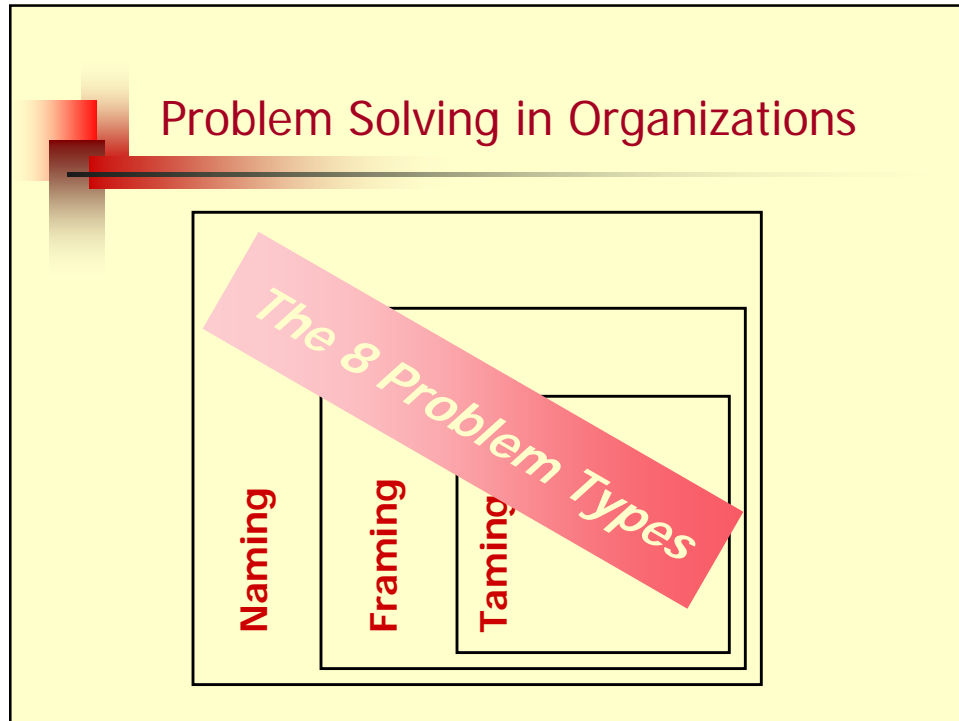 Problem Solving in Organizations
The 8 Problem Types
Naming
Framing
Taming